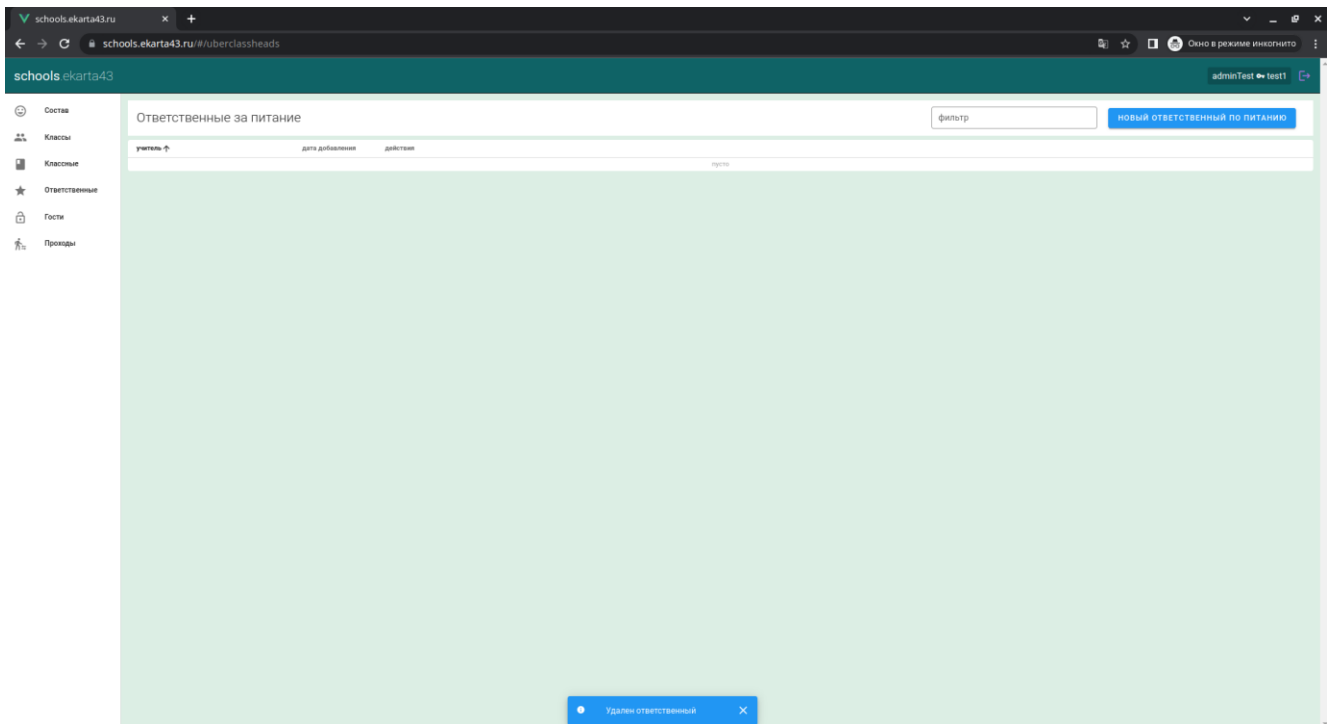 schools.ekarta43.ru
schools.ekarta43.ru/#/uberclassheads
Окно в режиме инкогнито
schools.ekarta43
adminTest test1
Состав
Классы
Классные
Ответственные
Гости
Проходы
Ответственные за питание
фильтр
НОВЫЙ ОТВЕТСТВЕННЫЙ ПО ПИТАНИЮ
учитель дата добавления действия
пусто
Удален ответственный